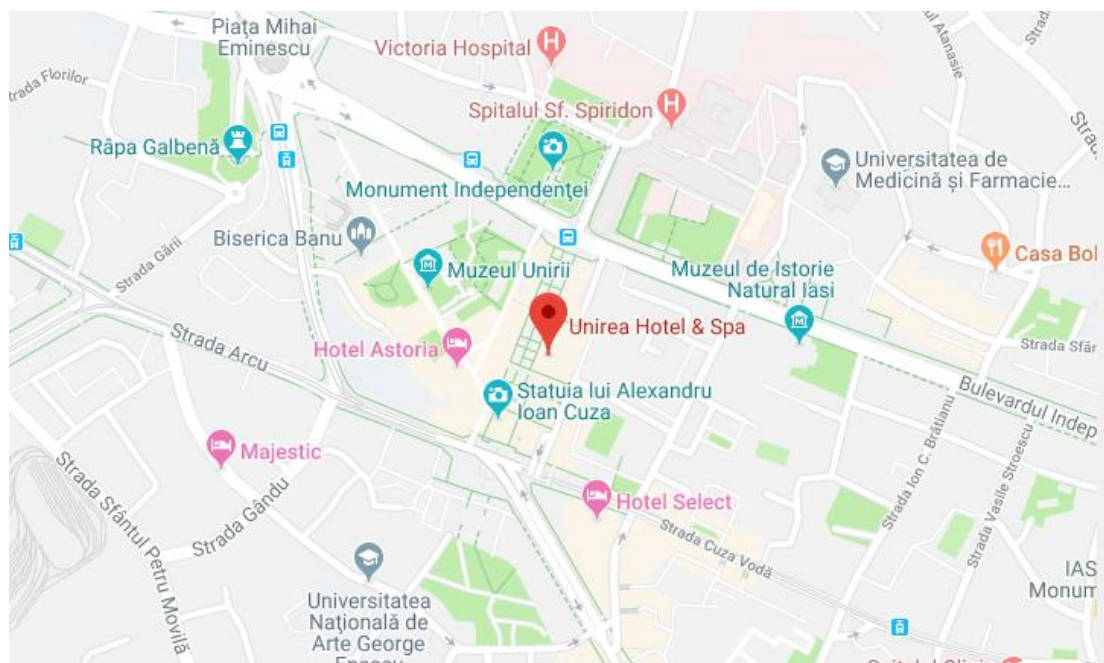 Piața Mihai
Eminescu
Victoria Hospital
H
Strada Florilor
Spitalul Sf. Spiridon
H
Râpa Galbenă
Monument Independenței
Universitatea de
Medicină și Farmacie...
Biserica Banu
Strada Gării
Muzeul Unirii
M
Muzeul de Istorie
Natural Iasi
M
Casa Bol
Unirea Hotel & Spa
Hotel Astoria
Strada Arcu
Strada Sfâr
Statuia lui Alexandru
Ioan Cuza
Bulevardul Indep
Majestic
Strada Ion C. Brătianu
Strada Vasile Stroescu
Hotel Select
Strada Sfântul Petru Movilă
Strada Gându
Strada Cuza Vodă
IAS
Monum
Universitatea
Națională de
Arte George